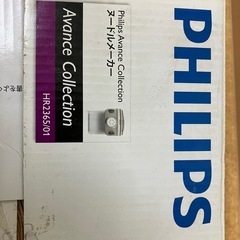 PHILIPS
Philips Avance Collection
ヌードルメーカー
Avance Collection
HR2365/01